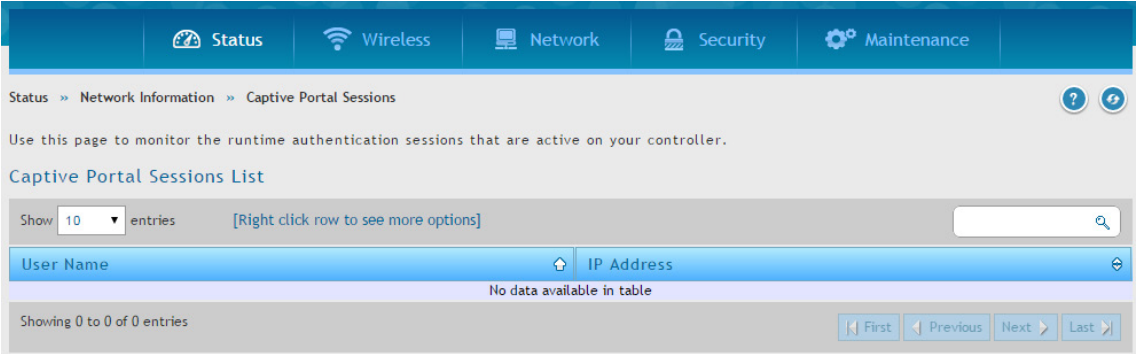 Status Wireless Network Security Maintenance
Status » Network Information » Captive Portal Sessions ?
Use this page to monitor the runtime authentication sessions that are active on your controller.
Captive Portal Sessions List
Show 10 entries [Right click row to see more options]
User Name IP Address
No data available in table
Showing 0 to 0 of 0 entries First Previous Next Last